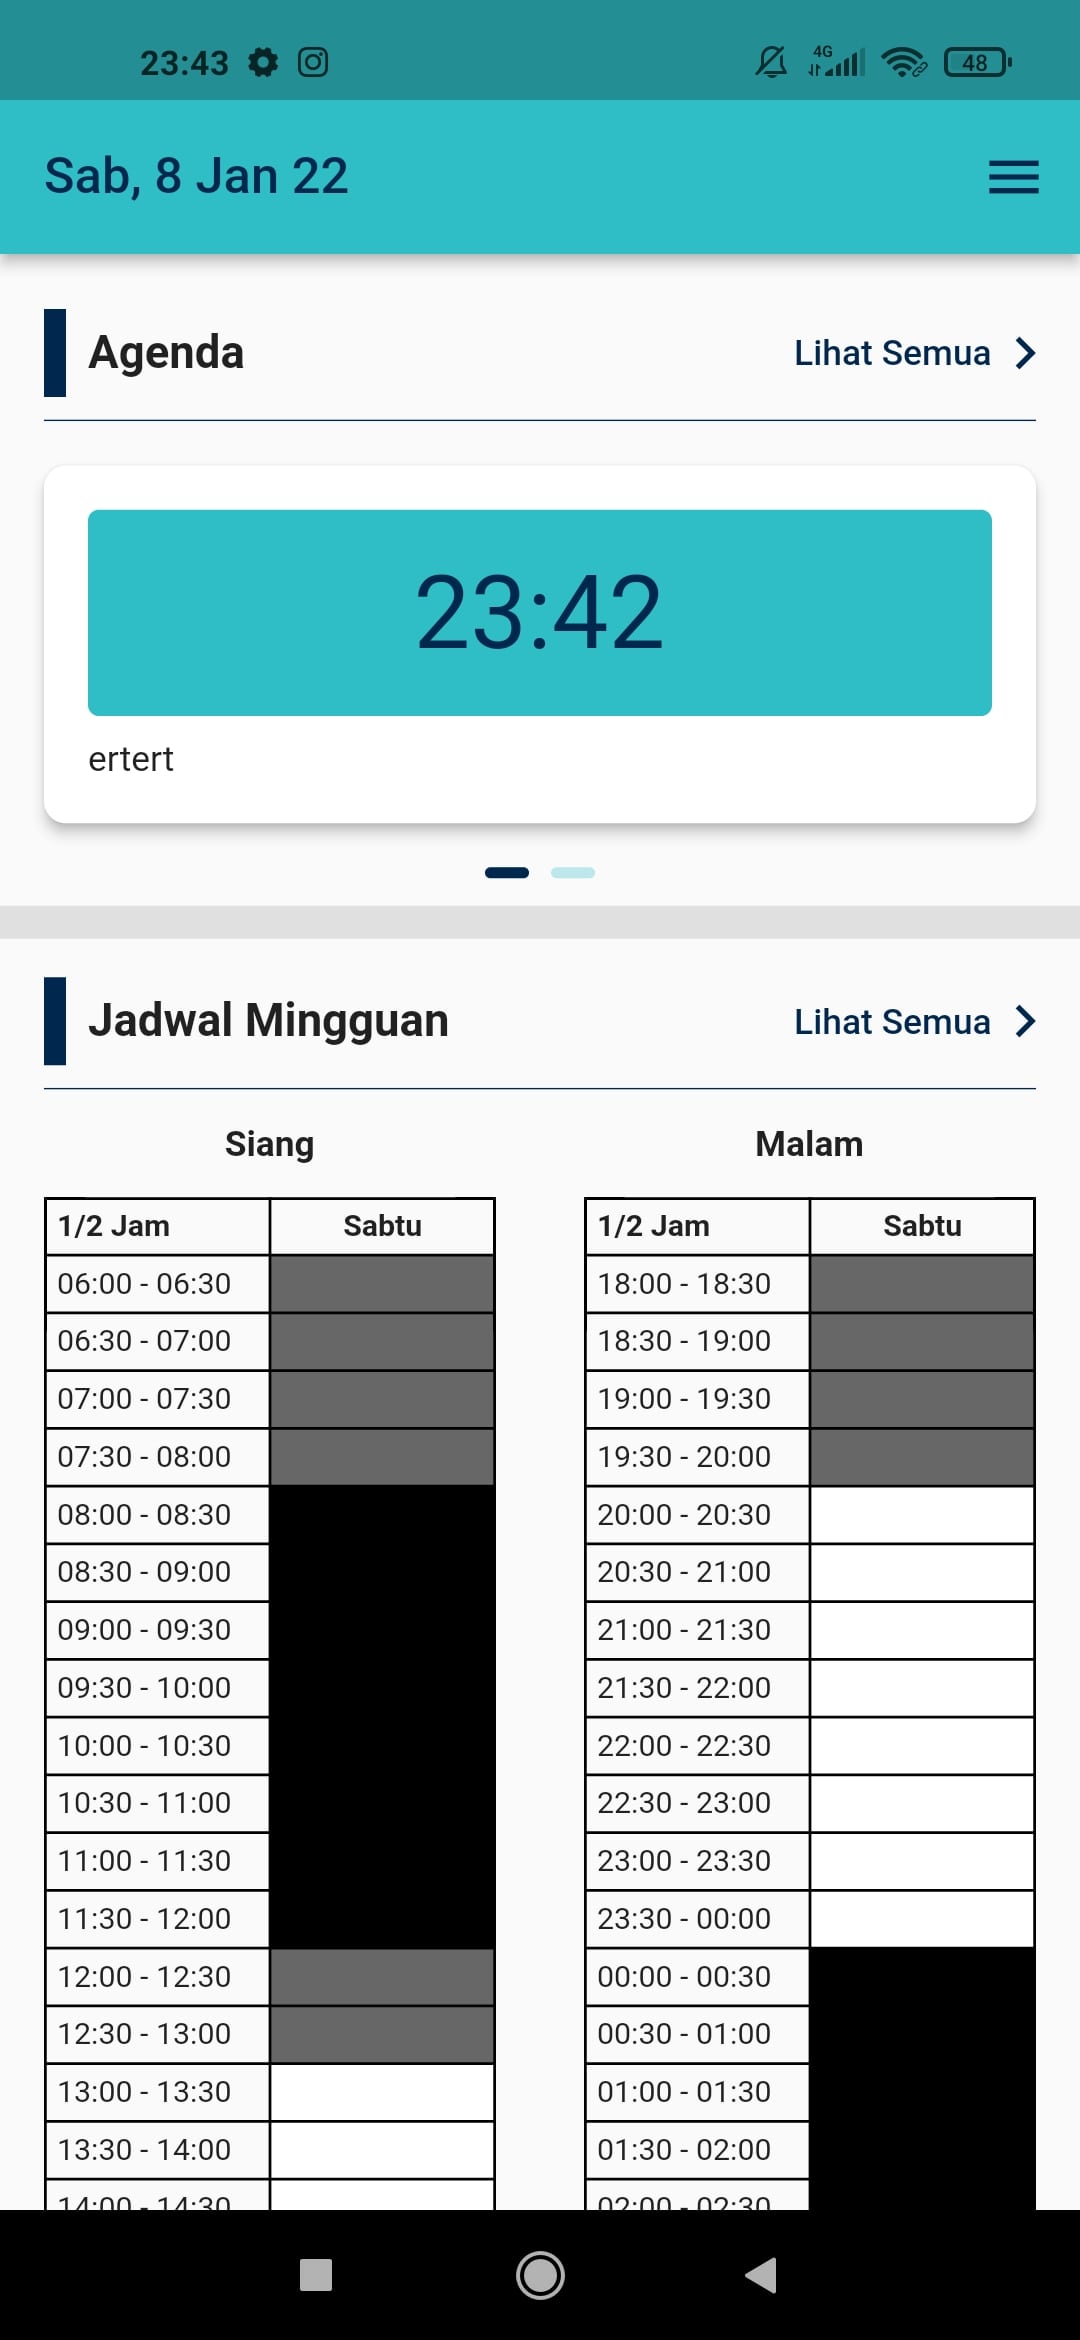 23:43
4G
48
Sab, 8 Jan 22
Agenda
Lihat Semua
23:42
ertert
Jadwal Mingguan
Lihat Semua
Siang
Malam
1/2 Jam Sabtu
06:00 - 06:30
06:30 - 07:00
07:00 - 07:30
07:30 - 08:00
08:00 - 08:30
08:30 - 09:00
09:00 - 09:30
09:30 - 10:00
10:00 - 10:30
10:30 - 11:00
11:00 - 11:30
11:30 - 12:00
12:00 - 12:30
12:30 - 13:00
13:00 - 13:30
13:30 - 14:00
14:00 - 14:30
1/2 Jam Sabtu
18:00 - 18:30
18:30 - 19:00
19:00 - 19:30
19:30 - 20:00
20:00 - 20:30
20:30 - 21:00
21:00 - 21:30
21:30 - 22:00
22:00 - 22:30
22:30 - 23:00
23:00 - 23:30
23:30 - 00:00
00:00 - 00:30
00:30 - 01:00
01:00 - 01:30
01:30 - 02:00
02:00 - 02:30